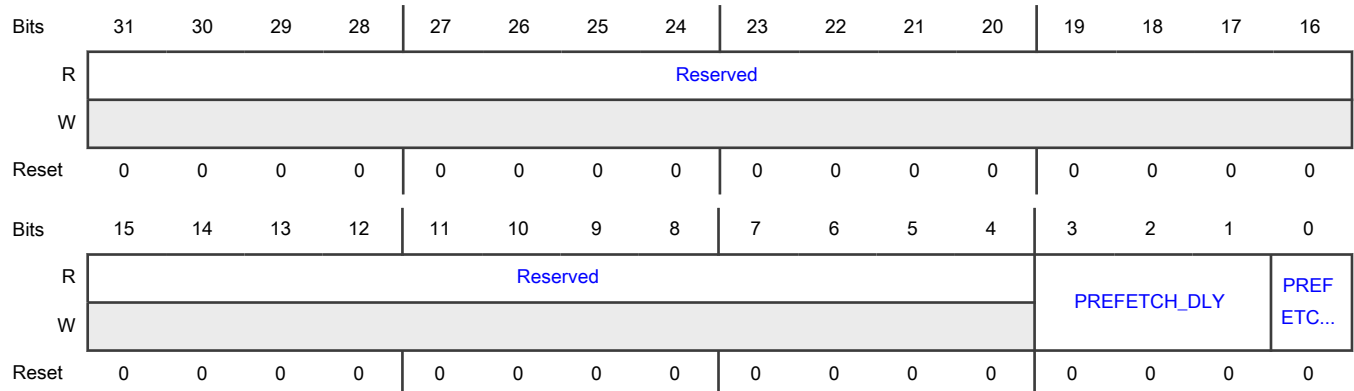 Bits 31 30 29 28 27 26 25 24 23 22 21 20 19 18 17 16
R Reserved
W
Reset 0 0 0 0 0 0 0 0 0 0 0 0 0 0 0 0
Bits 15 14 13 12 11 10 9 8 7 6 5 4 3 2 1 0
R Reserved PREFETCH_DLY PREF
W ETC...
Reset 0 0 0 0 0 0 0 0 0 0 0 0 0 0 0 0